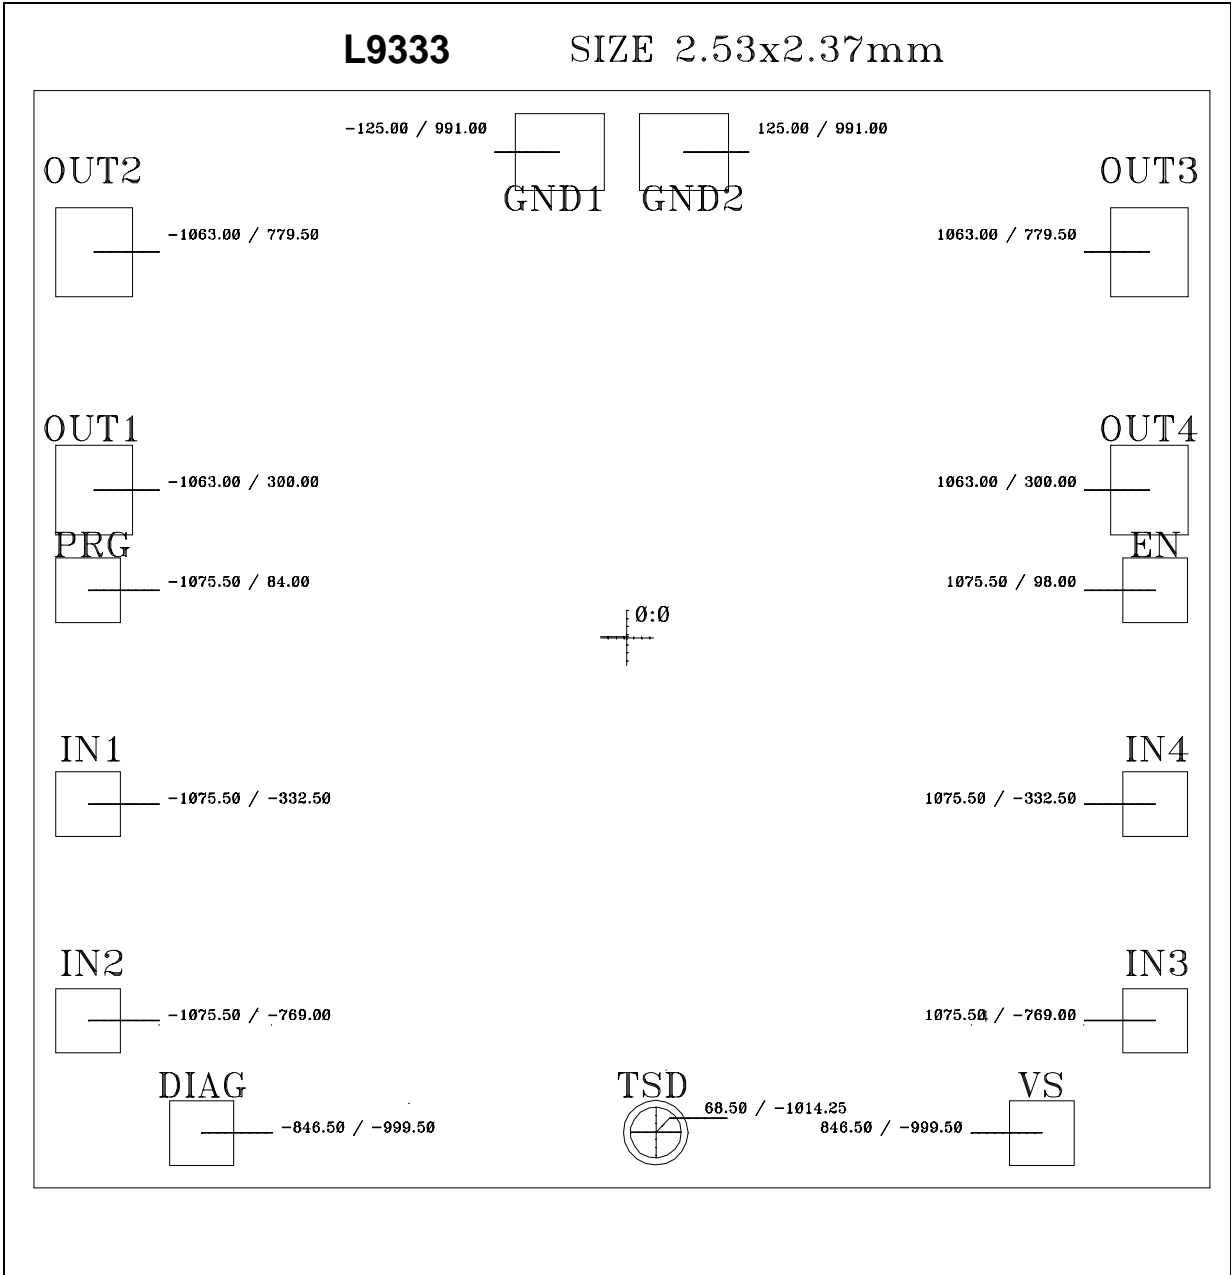 L9333 SIZE 2.53x2.37mm
-125.00 / 991.00 125.00 / 991.00
OUT2 OUT3
GND1 GND2
-1063.00 / 779.50 1063.00 / 779.50
OUT1 OUT4
-1063.00 / 300.00 1063.00 / 300.00
PRG EN
-1075.50 / 84.00 1075.50 / 98.00
0:0
IN1 IN4
-1075.50 / -332.50 1075.50 / -332.50
IN2 IN3
-1075.50 / -769.00 1075.50 / -769.00
DIAG TSD VS
68.50 / -1014.25
-846.50 / -999.50 846.50 / -999.50